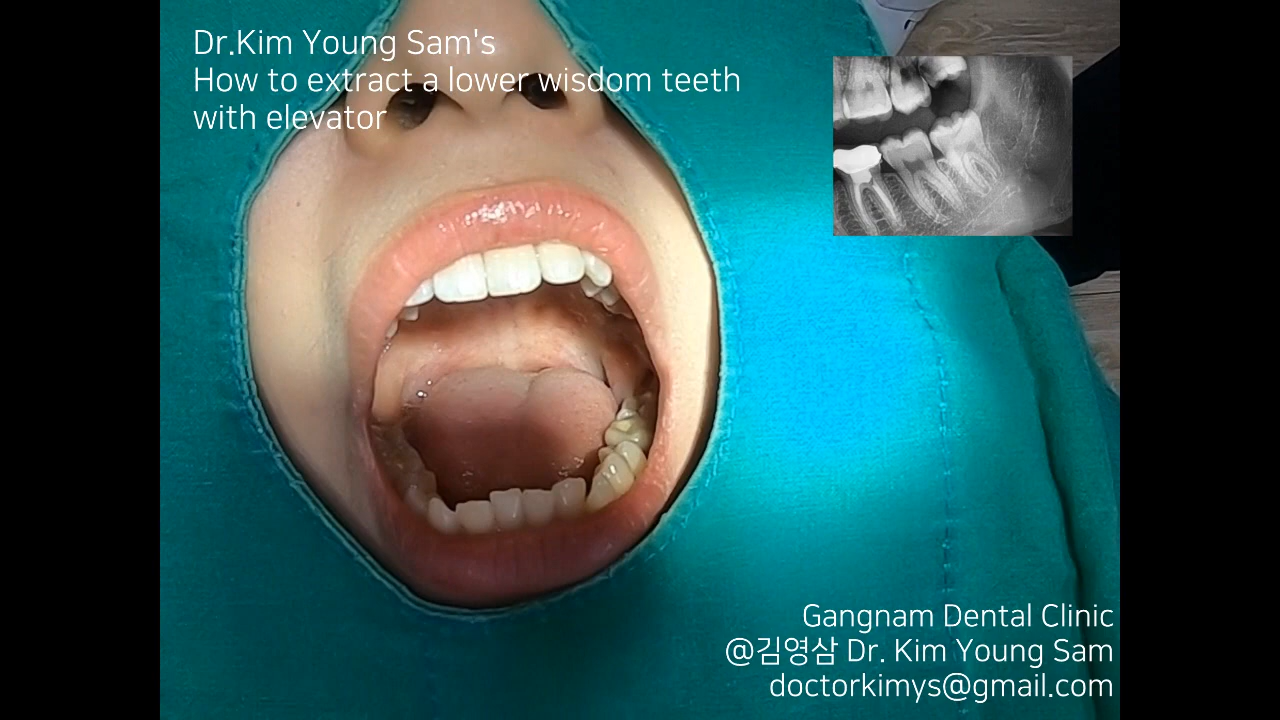 Dr.Kim Young Sam's
How to extract a lower wisdom teeth
with elevator
Gangnam Dental Clinic
@김영삼 Dr. Kim Young Sam
doctorkimys@gmail.com